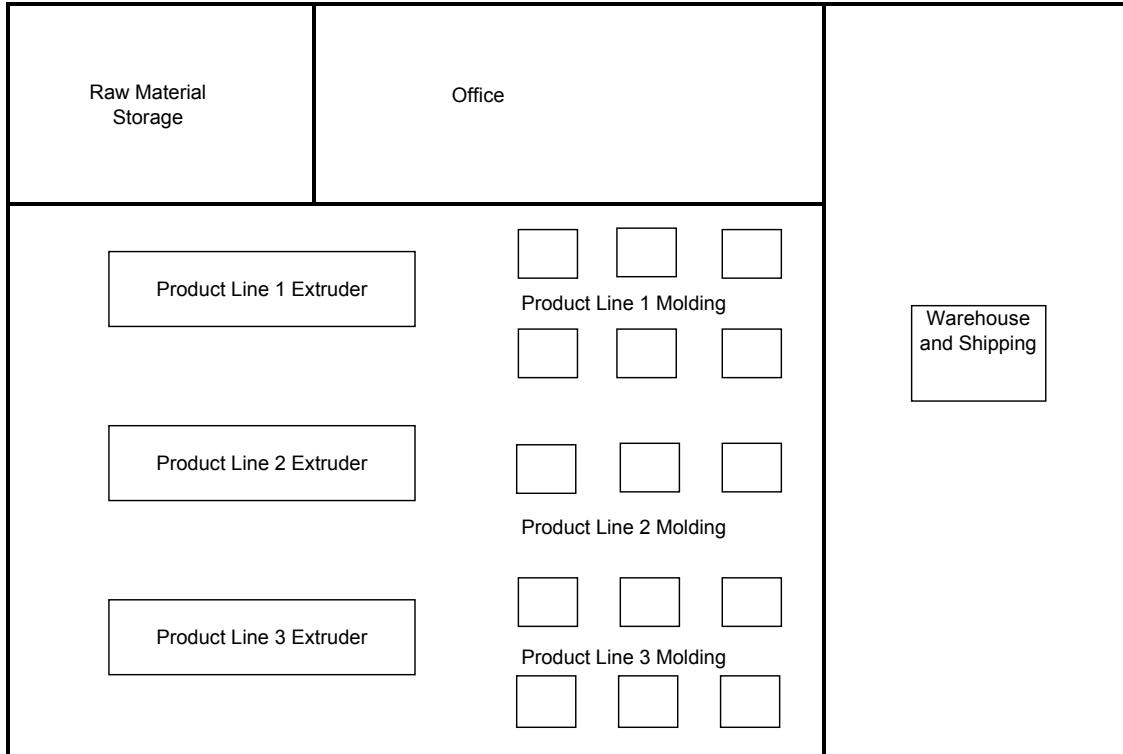 Raw Material
Storage
Office
Product Line 1 Extruder
Product Line 1 Molding
Warehouse
and Shipping
Product Line 2 Extruder
Product Line 2 Molding
Product Line 3 Extruder
Product Line 3 Molding